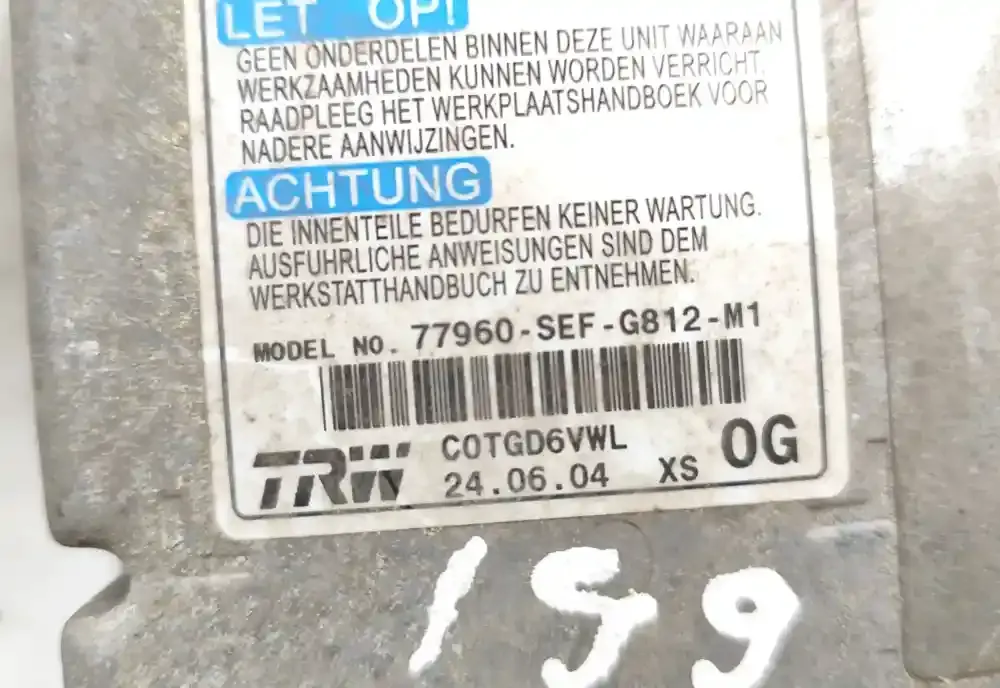 LET OP!
GEEN ONDERDELEN BINNEN DEZE UNIT WAARAAN
WERKZAAMHEDEN KUNNEN WORDEN VERRICHT.
RAADPLEEG HET WERKPLAATSHANDBOEK VOOR
NADERE AANWIJZINGEN.
ACHTUNG
DIE INNENTEILE BEDURFEN KEINER WARTUNG.
AUSFUHRLICHE ANWEISUNGEN SIND DEM
WERKSTATTHANDBUCH ZU ENTNEHMEN.
MODEL NO. 77960-SEF-G812-M1
TRW C0TGD6VWL
24.06.04 XS 0G
159